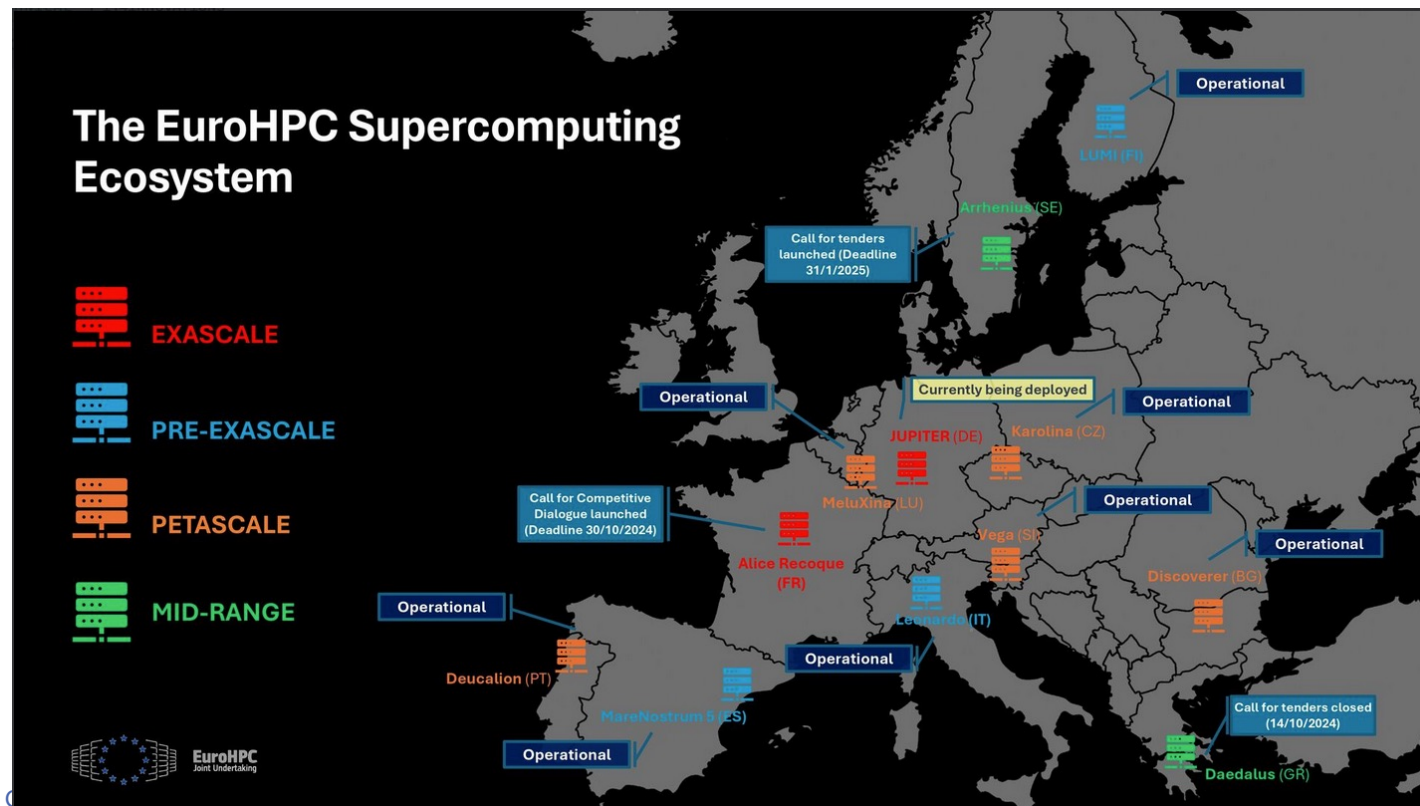 The EuroHPC Supercomputing
Ecosystem
EXASCALE
PRE-EXASCALE
PETASCALE
MID-RANGE
Operational
LUMI (FI)
Arrhenius (SE)
Call for tenders
launched (Deadline
31/1/2025)
Operational
Currently being deployed
Operational
JUPITER (DE)
Karolina (CZ)
MeluXina (LU)
Call for Competitive
Dialogue launched
(Deadline 30/10/2024)
Operational
Vega (SI)
Operational
Alice Recoque
(FR)
Discoverer (BG)
Operational
Leonardo (IT)
Operational
Deucalion (PT)
MareNostrum 5 (ES)
Operational
Call for tenders closed
(14/10/2024)
Daedalus (GR)
EuroHPC
Joint Undertaking